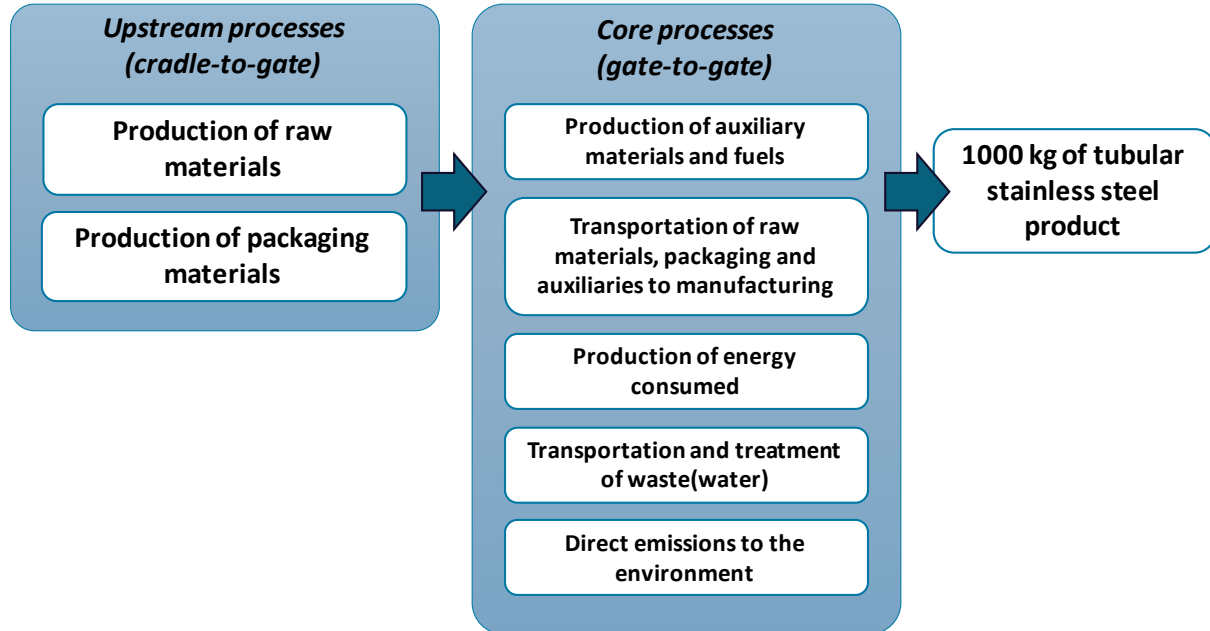 Upstream processes
(cradle-to-gate)
Production of raw
materials
Production of packaging
materials
Core processes
(gate-to-gate)
Production of auxiliary
materials and fuels
Transportation of raw
materials, packaging and
auxiliaries to manufacturing
Production of energy
consumed
Transportation and treatment
of waste(water)
Direct emissions to the
environment
1000 kg of tubular
stainless steel
product